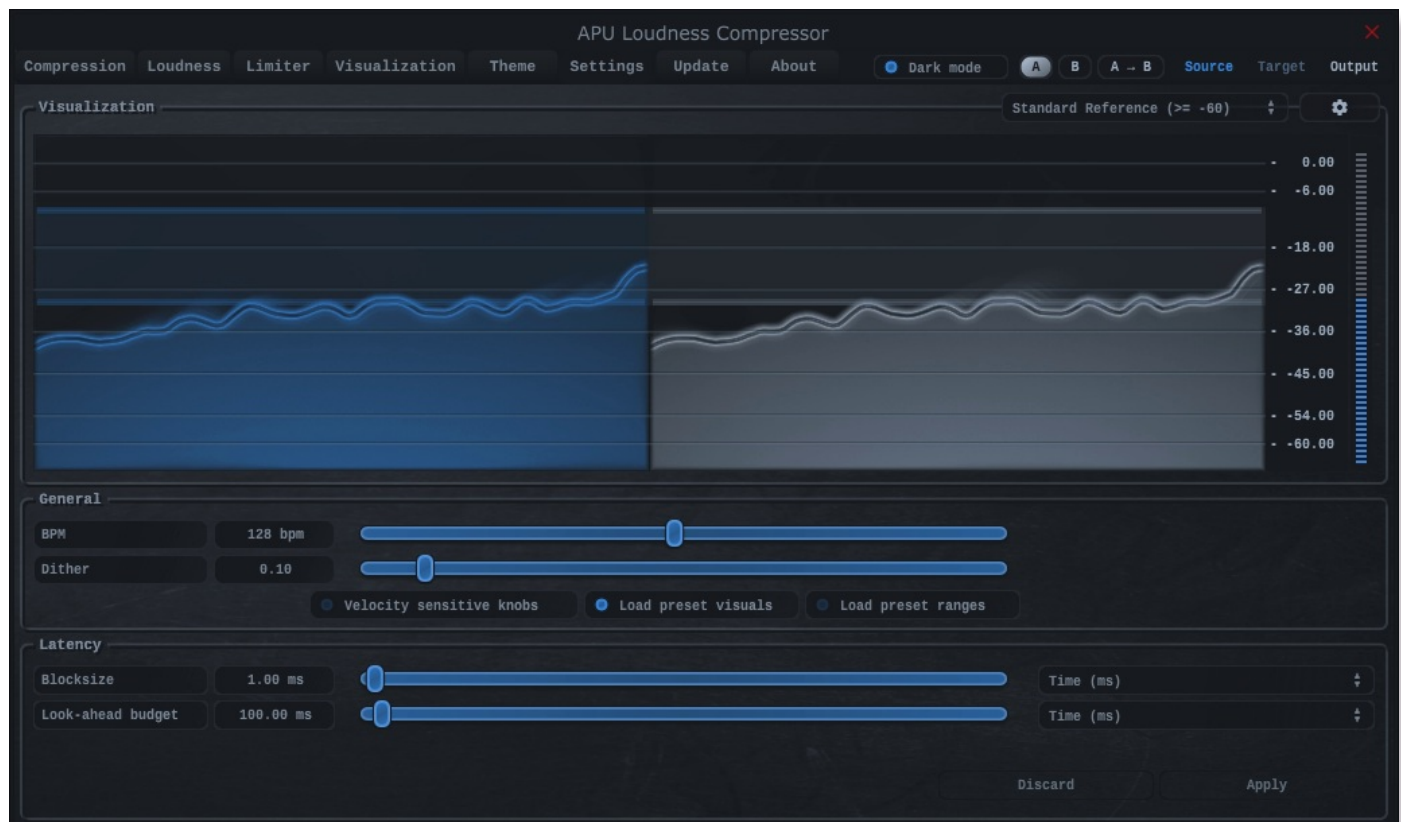 APU Loudness Compressor
Compression Loudness Limiter Visualization Theme Settings Update About Dark mode A B A → B Source Target Output
Visualization Standard Reference (>= -60)
- 0.00
- -6.00
- -18.00
- -27.00
- -36.00
- -45.00
- -54.00
- -60.00
General
BPM 128 bpm
Dither 0.10
Velocity sensitive knobs Load preset visuals Load preset ranges
Latency
Blocksize 1.00 ms Time (ms)
Look-ahead budget 100.00 ms Time (ms)
Discard Apply